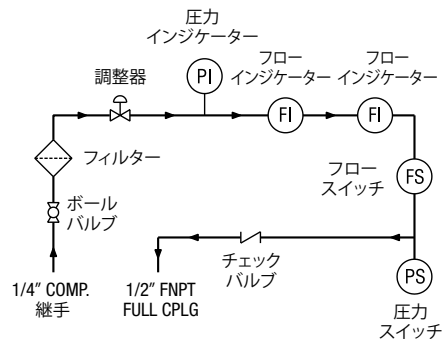 圧力
インジケーター
フロー
インジケーター
フロー
インジケーター
調整器
PI
FI
FI
フィルター
フロー
スイッチ
FS
ボール
バルブ
チェック
バルブ
PS
1/4" COMP.
継手
1/2" FNPT
FULL CPLG
圧力
スイッチ